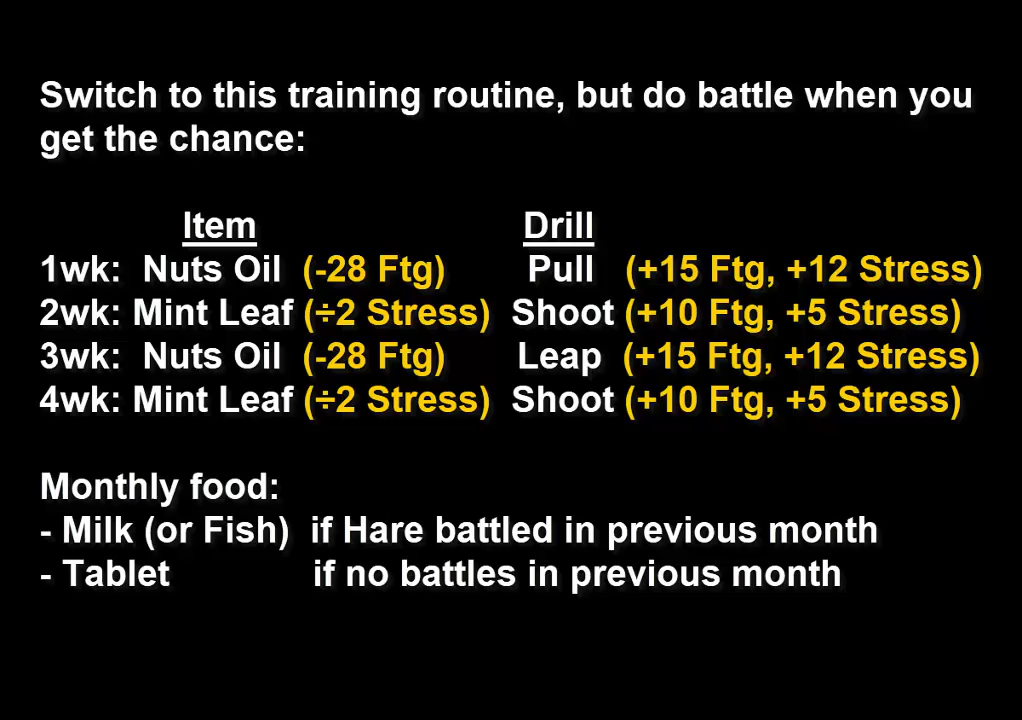 Switch to this training routine, but do battle when you
get the chance:
Item Drill
1wk: Nuts Oil (-28 Ftg) Pull (+15 Ftg, +12 Stress)
2wk: Mint Leaf (÷2 Stress) Shoot (+10 Ftg, +5 Stress)
3wk: Nuts Oil (-28 Ftg) Leap (+15 Ftg, +12 Stress)
4wk: Mint Leaf (÷2 Stress) Shoot (+10 Ftg, +5 Stress)
Monthly food:
- Milk (or Fish) if Hare battled in previous month
- Tablet if no battles in previous month